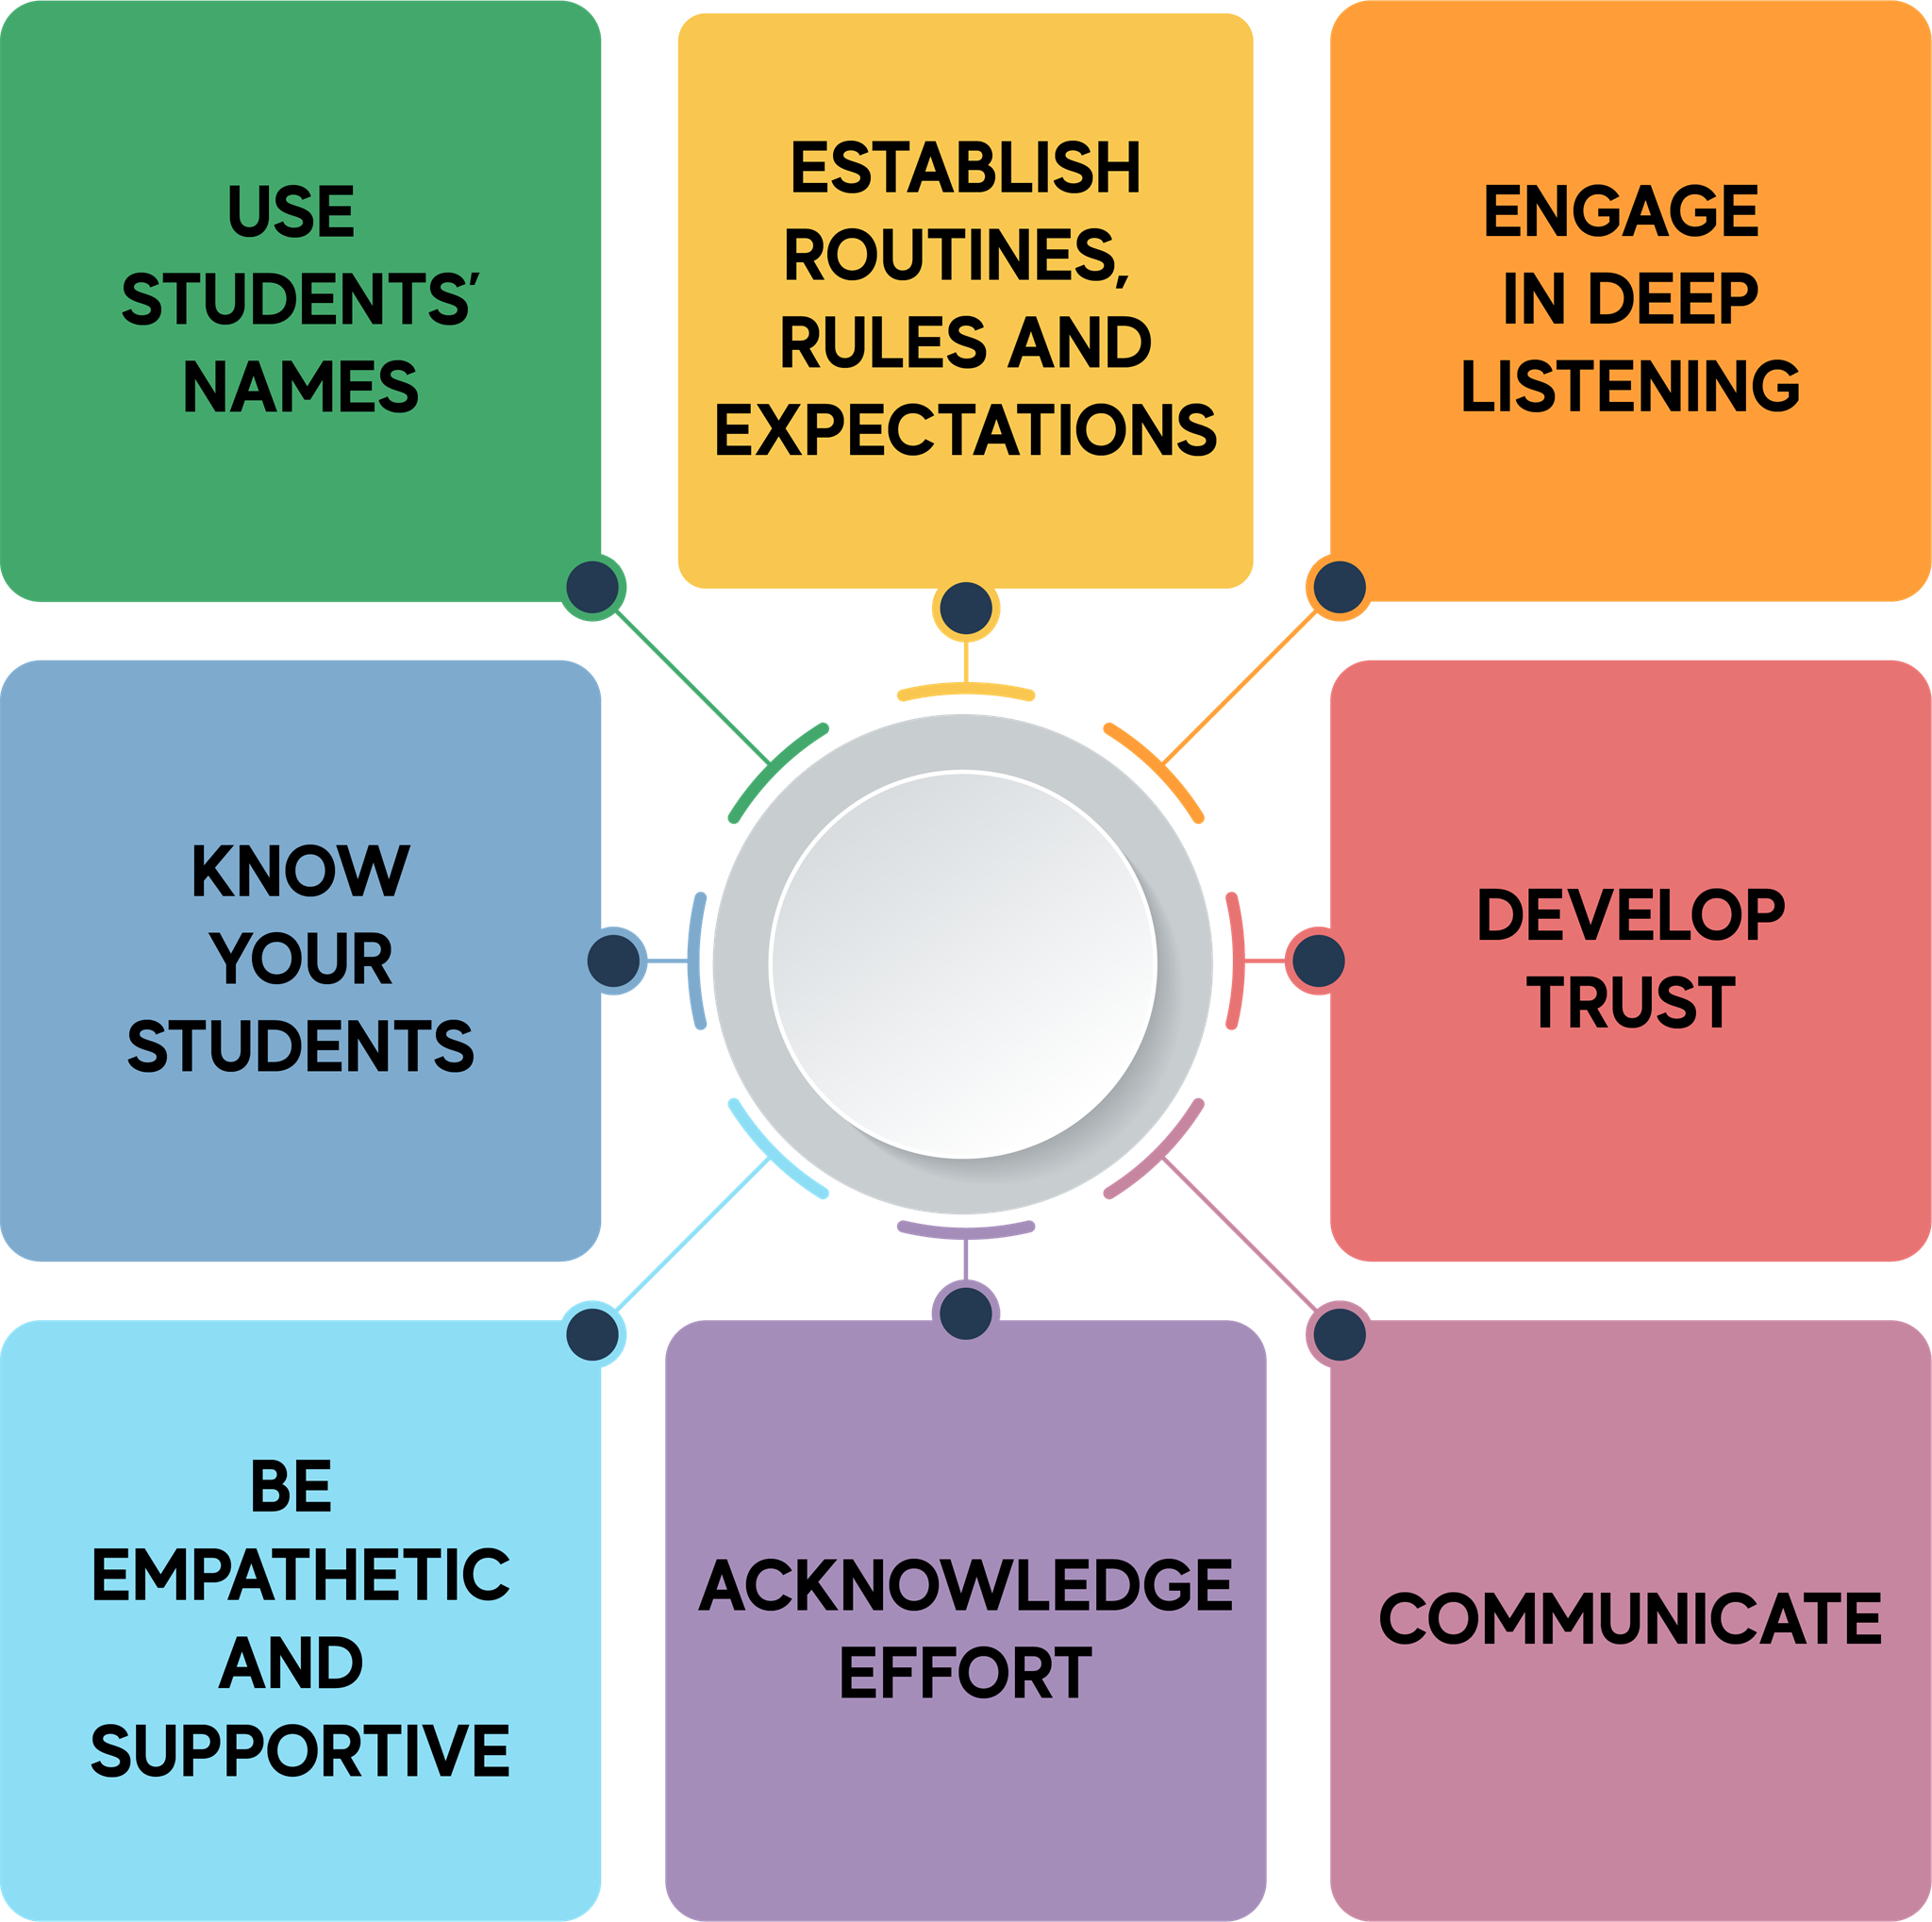 USE
STUDENTS’
NAMES
ESTABLISH
ROUTINES,
RULES AND
EXPECTATIONS
ENGAGE
IN DEEP
LISTENING
KNOW
YOUR
STUDENTS
DEVELOP
TRUST
BE
EMPATHETIC
AND
SUPPORTIVE
ACKNOWLEDGE
EFFORT
COMMUNICATE